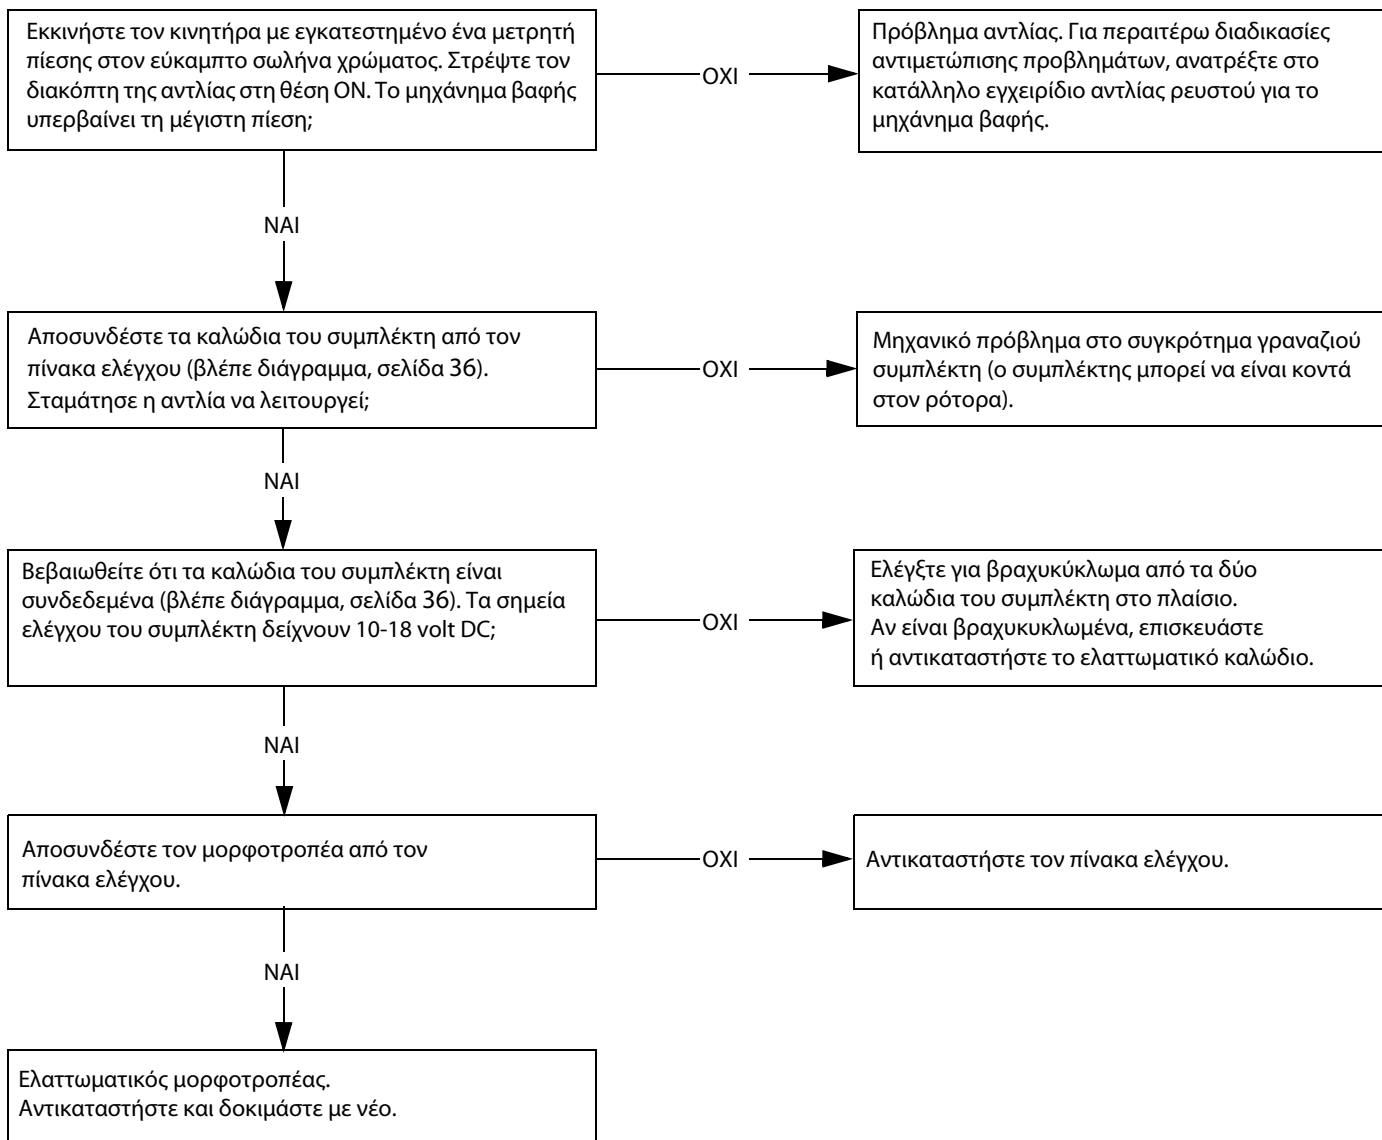 Εκκινήστε τον κινητήρα με εγκατεστημένο ένα μετρητή
πίεσης στον εύκαμπτο σωλήνα χρώματος. Στρέψτε τον
διακόπτη της αντλίας στη θέση ON. Το μηχάνημα βαφής
υπερβαίνει τη μέγιστη πίεση;
ΟΧΙ
Πρόβλημα αντλίας. Για περαιτέρω διαδικασίες
αντιμετώπισης προβλημάτων, ανατρέξτε στο
κατάλληλο εγχειρίδιο αντλίας ρευστού για το
μηχάνημα βαφής.
ΝΑΙ
Αποσυνδέστε τα καλώδια του συμπλέκτη από τον
πίνακα ελέγχου (βλέπε διάγραμμα, σελίδα 36).
Σταμάτησε η αντλία να λειτουργεί;
ΟΧΙ
Μηχανικό πρόβλημα στο συγκρότημα γραναζιού
συμπλέκτη (ο συμπλέκτης μπορεί να είναι κοντά
στον ρότορα).
ΝΑΙ
Βεβαιωθείτε ότι τα καλώδια του συμπλέκτη είναι
συνδεδεμένα (βλέπε διάγραμμα, σελίδα 36). Τα σημεία
ελέγχου του συμπλέκτη δείχνουν 10-18 volt DC;
ΟΧΙ
Ελέγξτε για βραχυκύκλωμα από τα δύο
καλώδια του συμπλέκτη στο πλαίσιο.
Αν είναι βραχυκυκλωμένα, επισκευάστε
ή αντικαταστήστε το ελαττωματικό καλώδιο.
ΝΑΙ
Αποσυνδέστε τον μορφοτροπέα από τον
πίνακα ελέγχου.
ΟΧΙ
Αντικαταστήστε τον πίνακα ελέγχου.
ΝΑΙ
Ελαττωματικός μορφοτροπέας.
Αντικαταστήστε και δοκιμάστε με νέο.